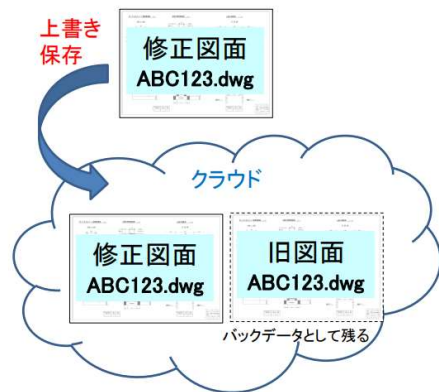 上書き
保存
修正図面
ABC123.dwg
クラウド
修正図面
ABC123.dwg
旧図面
ABC123.dwg
バックデータとして残る